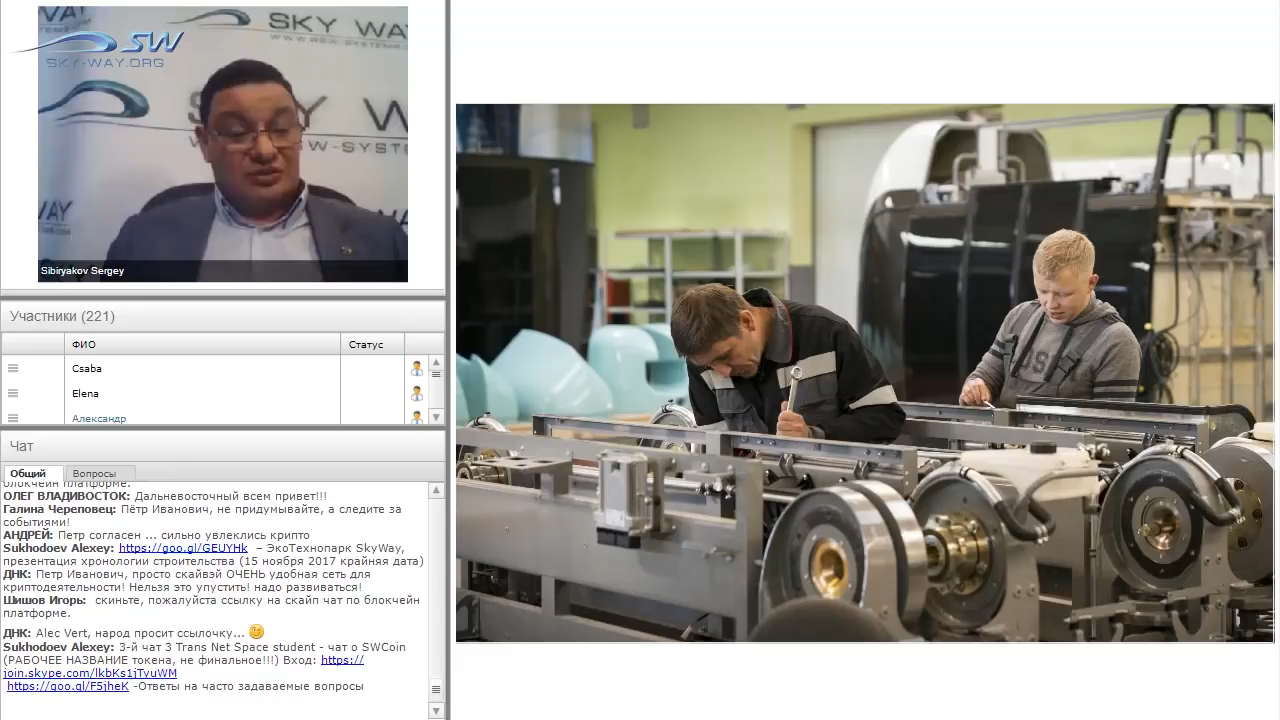 SKY WAY
SW
SKY-WAY.ORG
SKY W
Sibiryakov Sergey
Участники (221)
ФИО
Статус
Csaba
Elena
Александр
Чат
Общий
Вопросы
блокчейн платформе.
ОЛЕГ ВЛАДИВОСТОК: Дальневосточный всем привет!!!
Галина Череповец: Пётр Иванович, не придумывайте, а следите за
событиями!
АНДРЕЙ: Петр согласен ... сильно увлеклись крипто
Sukhodoev Alexey: https://goo.gl/GEUYHk – ЭкоТехнопарк SkyWay,
презентация хронологии строительства (15 ноября 2017 крайняя дата)
ДНК: Петр Иванович, просто скайвэй ОЧЕНЬ удобная сеть для
криптодеятельности! Нельзя это упустить! надо развиваться!
Шишов Игорь: скиньте, пожалуйста ссылку на скайп чат по блокчейн
платформе.
ДНК: Alec Vert, народ просит ссылочку...
Sukhodoev Alexey: 3-й чат 3 Trans Net Space student - чат о SWCoin
(РАБОЧЕЕ НАЗВАНИЕ токена, не финальное!!!) Вход: https://
join.skype.com/lkbKs1jTyuWM
https://goo.gl/F5jheK -Ответы на часто задаваемые вопросы